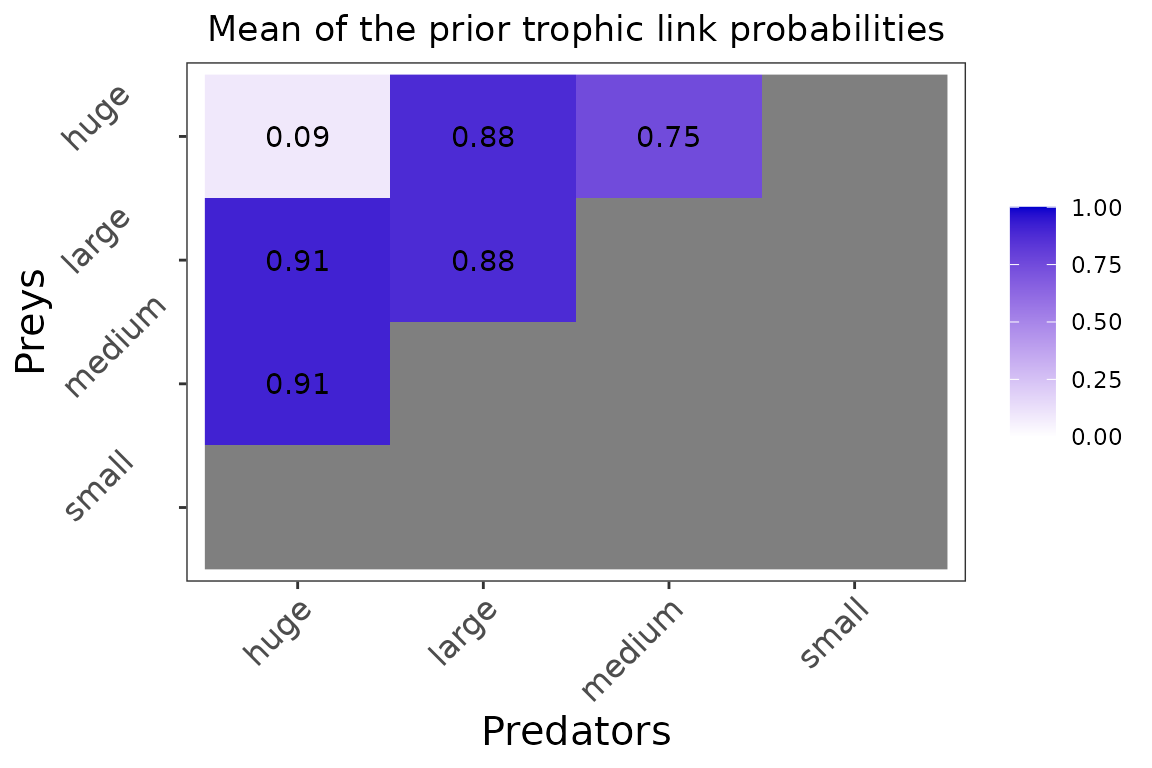 Mean of the prior trophic link probabilities
Preys
huge
large
medium
small
0.09
0.88
0.75
0.91
0.88
0.91
huge
large
medium
small
Predators
1.00
0.75
0.50
0.25
0.00